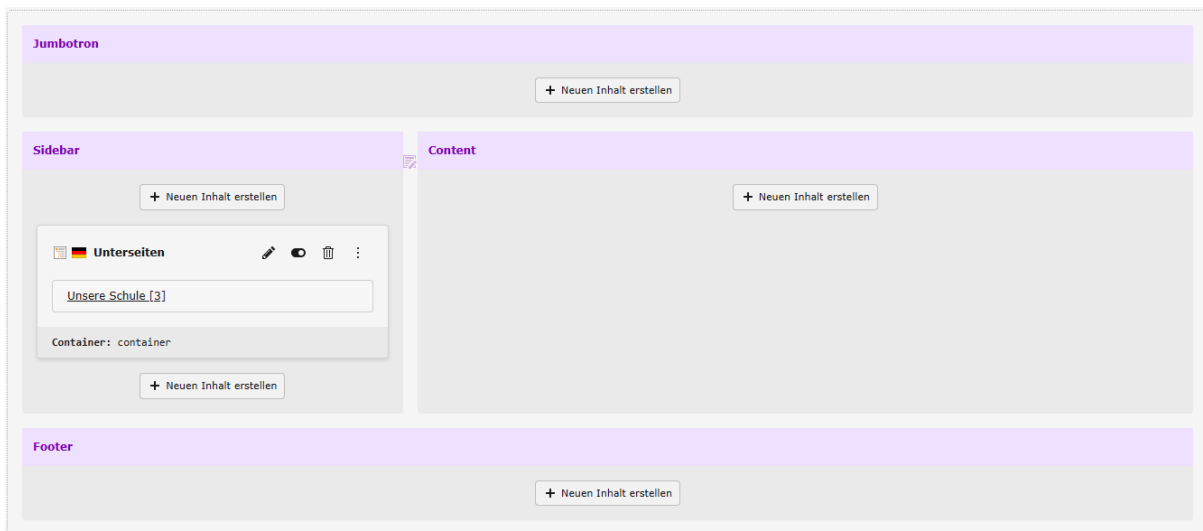 Jumbotron
+ Neuen Inhalt erstellen
Sidebar
+ Neuen Inhalt erstellen
Unterseiten
Unsere Schule [3]
Container: container
+ Neuen Inhalt erstellen
Content
+ Neuen Inhalt erstellen
Footer
+ Neuen Inhalt erstellen